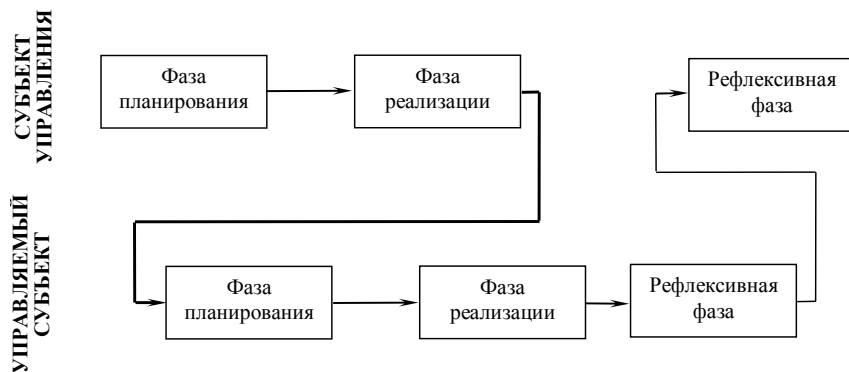 СУБЪЕКТ
УПРАВЛЕНИЯ
Фаза
планирования
Фаза
реализации
Рефлексивная
фаза
УПРАВЛЯЕМЫЙ
СУБЪЕКТ
Фаза
планирования
Фаза
реализации
Рефлексивная
фаза